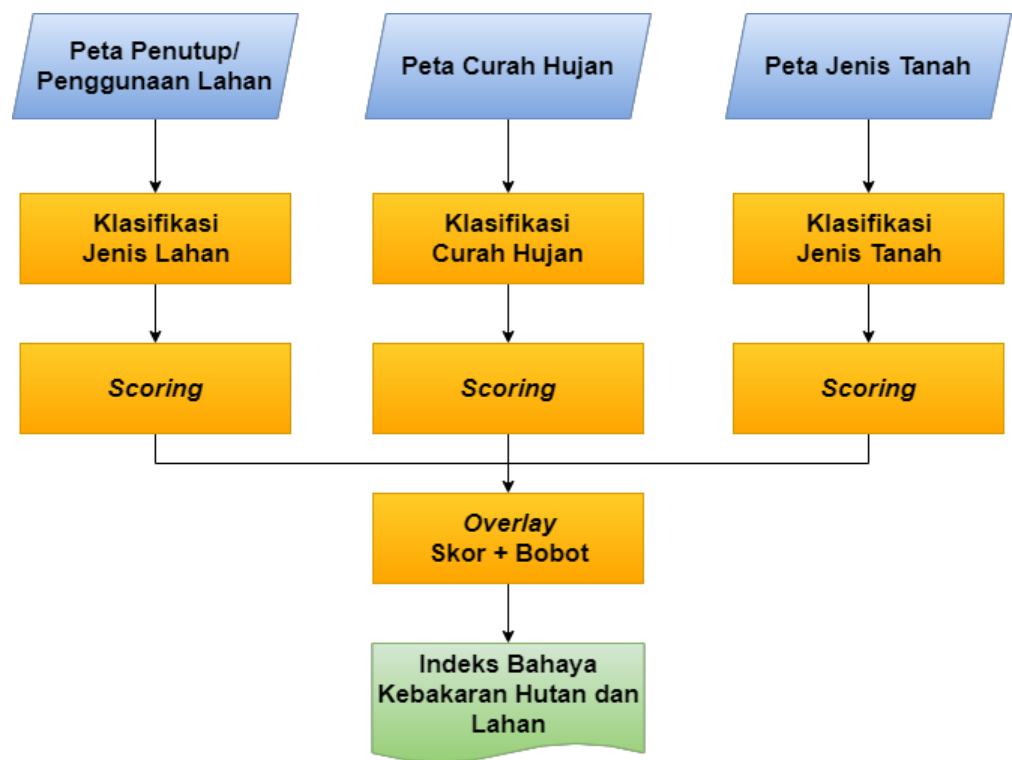 Peta Penutup/
Penggunaan Lahan
Peta Curah Hujan
Peta Jenis Tanah
Klasifikasi
Jenis Lahan
Klasifikasi
Curah Hujan
Klasifikasi
Jenis Tanah
Scoring
Scoring
Scoring
Overlay
Skor + Bobot
Indeks Bahaya
Kebakaran Hutan dan
Lahan